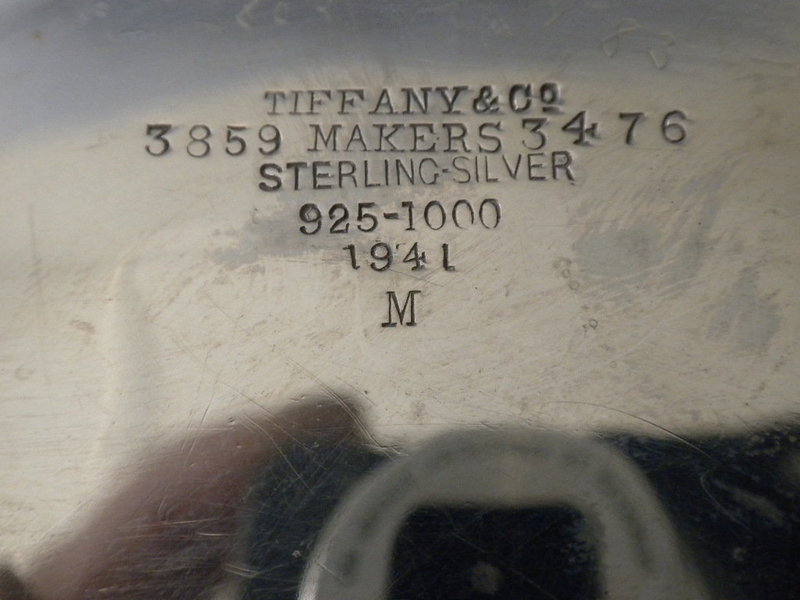 TIFFANY & Cº
3859 MAKERS 3476
STERLING-SILVER
925-1000
1941
M